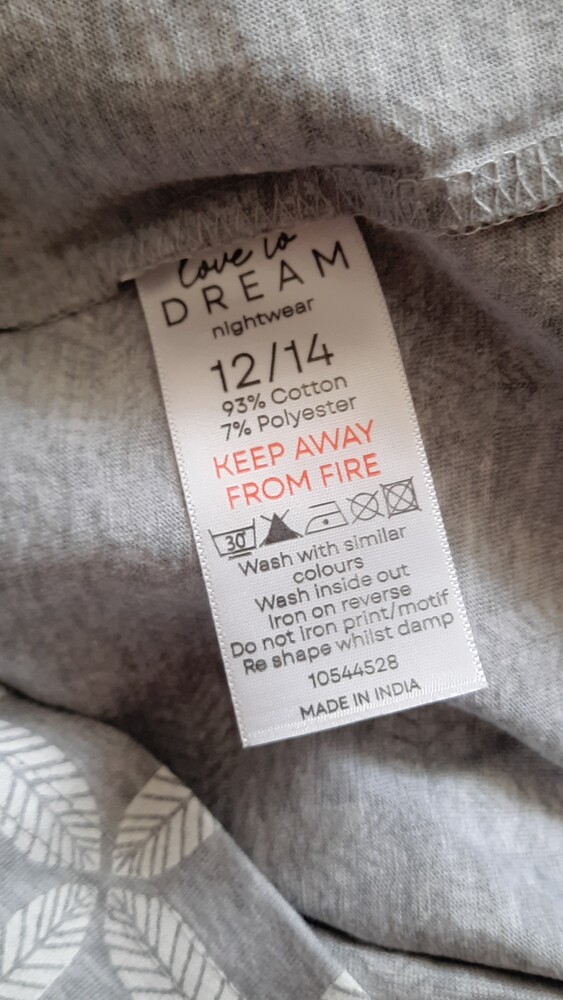 love to
DREAM
nightwear
12/14
93% Cotton
7% Polyester
KEEP AWAY
FROM FIRE
30
Wash with similar
colours
Wash inside out
Iron on reverse
Do not iron print/motif
Re shape whilst damp
10544528
MADE IN INDIA